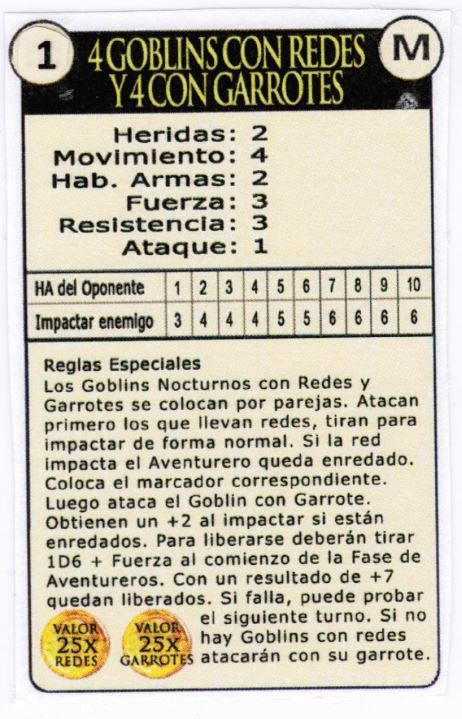 1
4 GOBLINS CON REDES
Y 4 CON GARROTES
M
Heridas: 2
Movimiento: 4
Hab. Armas: 2
Fuerza: 3
Resistencia: 3
Ataque: 1
HA del Oponente 1 2 3 4 5 6 7 8 9 10
Impactar enemigo 3 4 4 4 5 5 6 6 6 6
Reglas Especiales
Los Goblins Nocturnos con Redes y
Garrotes se colocan por parejas. Atacan
primero los que llevan redes, tiran para
impactar de forma normal. Si la red
impacta el Aventurero queda enredado.
Coloca el marcador correspondiente.
Luego ataca el Goblin con Garrote.
Obtienen un +2 al impactar si están
enredados. Para liberarse deberán tirar
1D6 + Fuerza al comienzo de la Fase de
Aventureros. Con un resultado de +7
quedan liberados. Si falla, puede probar
el siguiente turno. Si no
hay Goblins con redes
atacarán con su garrote.
VALOR
25X
REDES
VALOR
25X
GARROTES